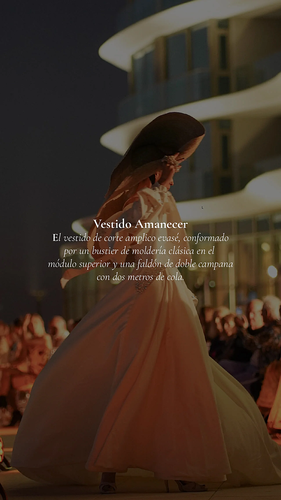 Vestido Amanecer
El vestido de corte amplico evasé, conformado
por un bustier de moldería clásica en el
módulo superior y una faldón de doble campana
con dos metros de cola.